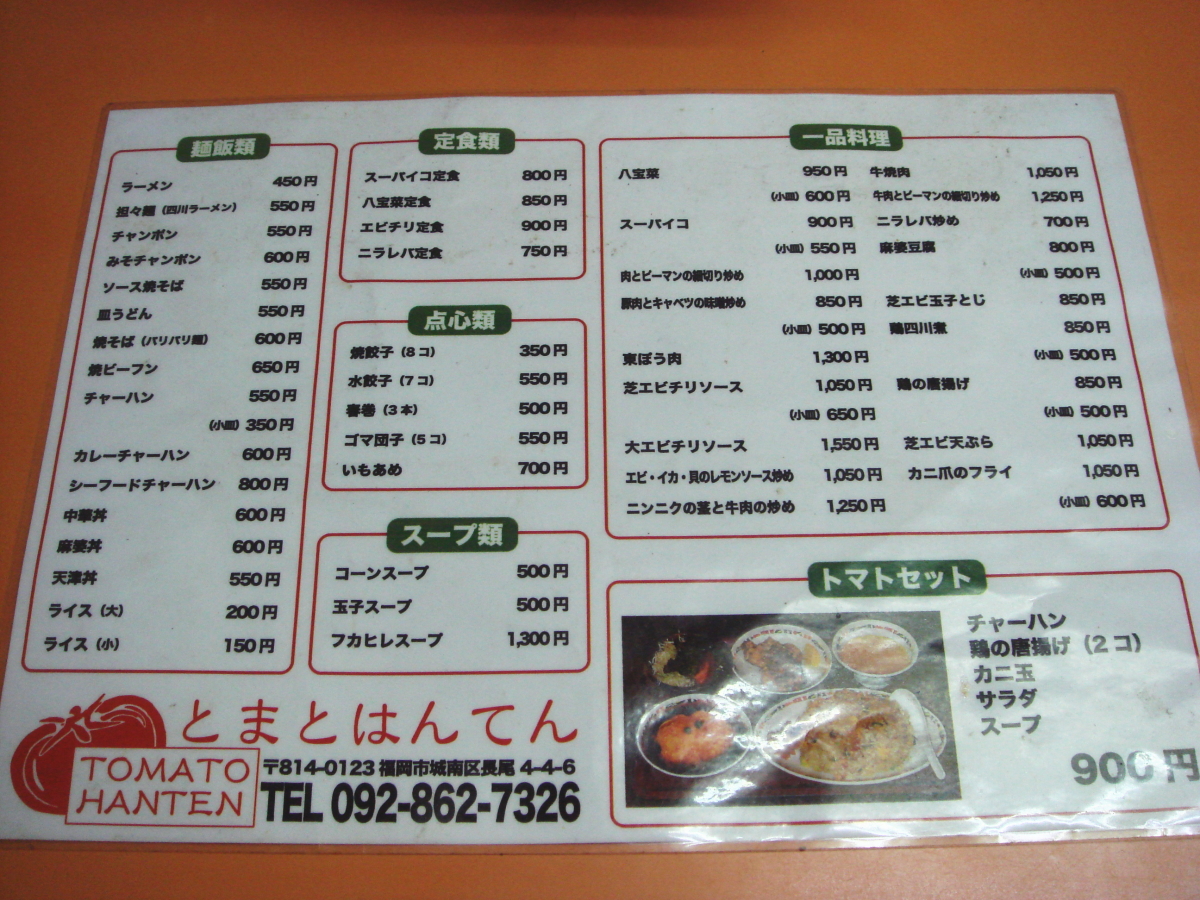 麺飯類
ラーメン 450円
担々麺（四川ラーメン） 550円
チャンポン 550円
みそチャンポン 600円
ソース焼そば 550円
皿うどん 550円
焼そば（パリパリ麺） 600円
焼ビーフン 650円
チャーハン 550円
（小皿）350円
カレーチャーハン 600円
シーフードチャーハン 800円
中華丼 600円
麻婆丼 600円
天津丼 550円
ライス（大） 200円
ライス（小） 150円
定食類
スーパイコ定食 800円
八宝菜定食 850円
エビチリ定食 900円
ニラレバ定食 750円
点心類
焼餃子（8コ） 350円
水餃子（7コ） 550円
春巻（3本） 500円
ゴマ団子（5コ） 550円
いもあめ 700円
スープ類
コーンスープ 500円
玉子スープ 500円
フカヒレスープ 1,300円
一品料理
八宝菜 950円
（小皿）600円
スーパイコ 900円
（小皿）550円
肉とピーマンの細切り炒め 1,000円
豚肉とキャベツの味噌炒め 850円
（小皿）500円
東ぽう肉 1,300円
芝エビチリソース 1,050円
（小皿）650円
大エビチリソース 1,550円
エビ・イカ・貝のレモンソース炒め 1,050円
ニンニクの茎と牛肉の炒め 1,250円
牛焼肉 1,050円
牛肉とピーマンの細切り炒め 1,250円
ニラレバ炒め 700円
麻婆豆腐 800円
（小皿）500円
芝エビ玉子とじ 850円
鶏四川煮 850円
（小皿）500円
鶏の唐揚げ 850円
（小皿）500円
芝エビ天ぷら 1,050円
カニ爪のフライ 1,050円
（小皿）600円
トマトセット
チャーハン
鶏の唐揚げ（2コ）
カニ玉
サラダ
スープ
900円
とまとはんてん
TOMATO
HANTEN
〒814-0123 福岡市城南区長尾 4-4-6
TEL 092-862-7326